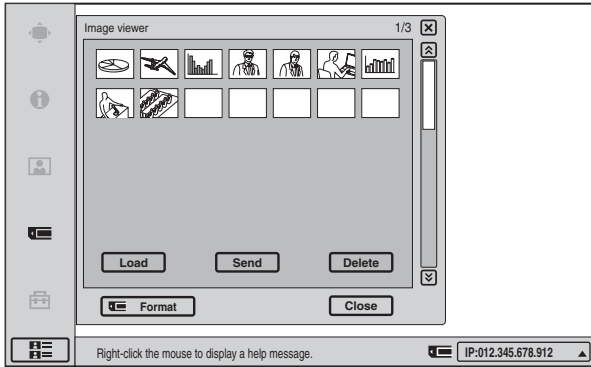 Image viewer 1/3
Load Send Delete
Format Close
Right-click the mouse to display a help message. IP:012.345.678.912